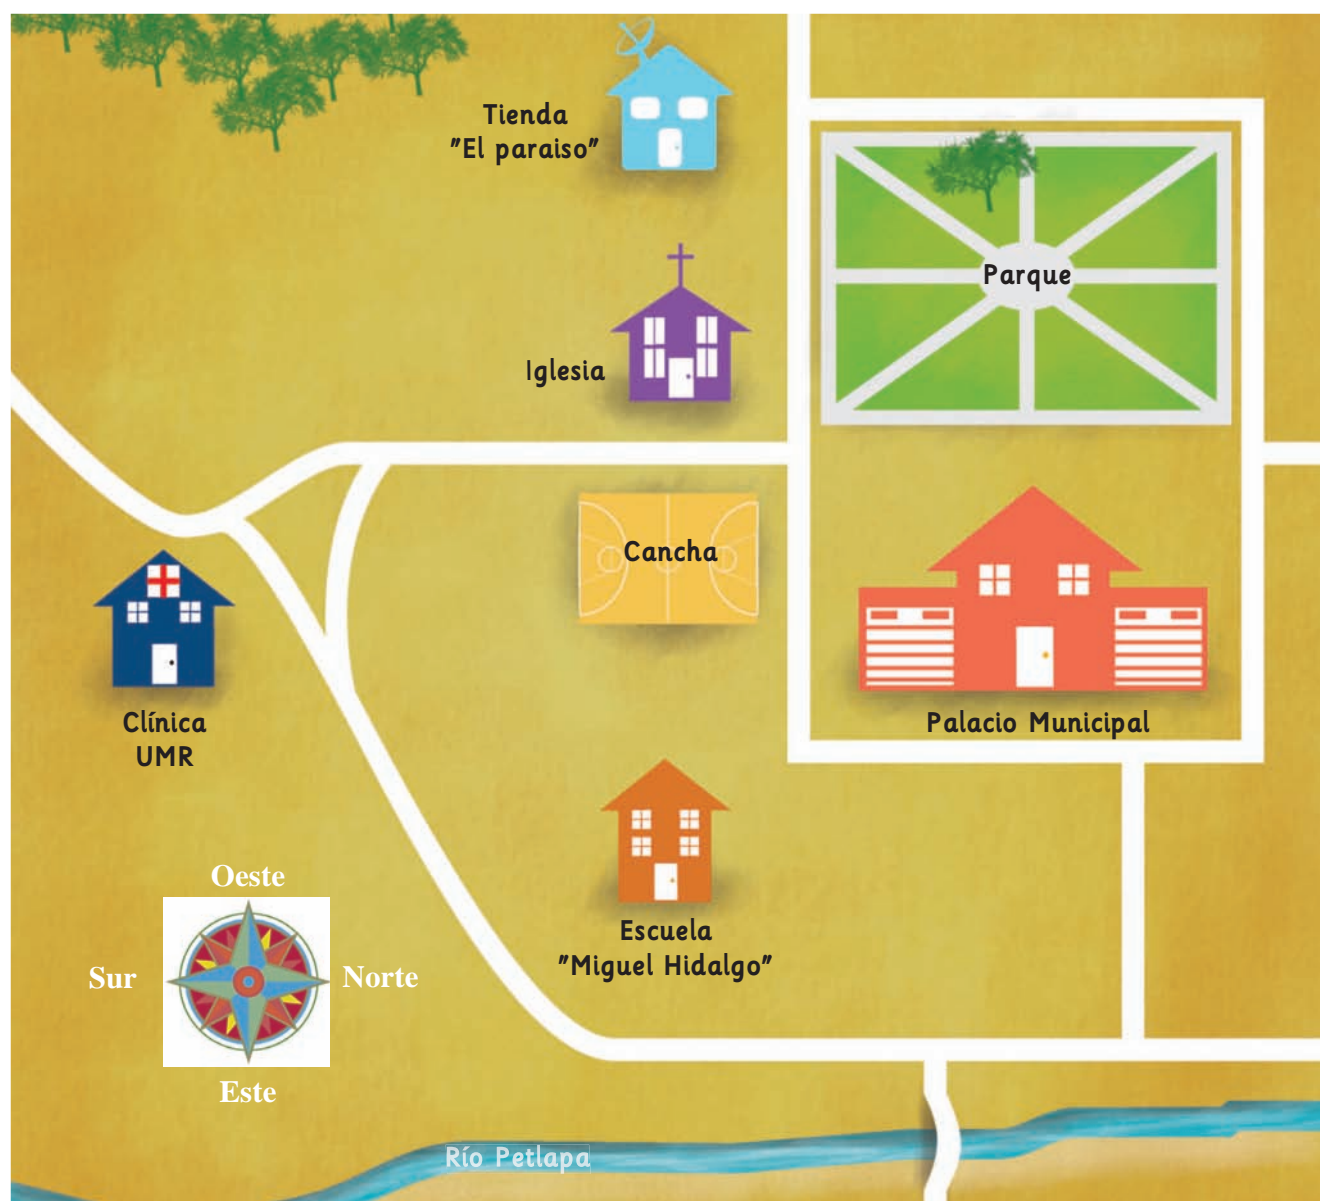 Tienda
"El paraiso"
Parque
Iglesia
Cancha
Clínica
UMR
Palacio Municipal
Oeste
Sur
Norte
Este
Escuela
"Miguel Hidalgo"
Río Petlapa